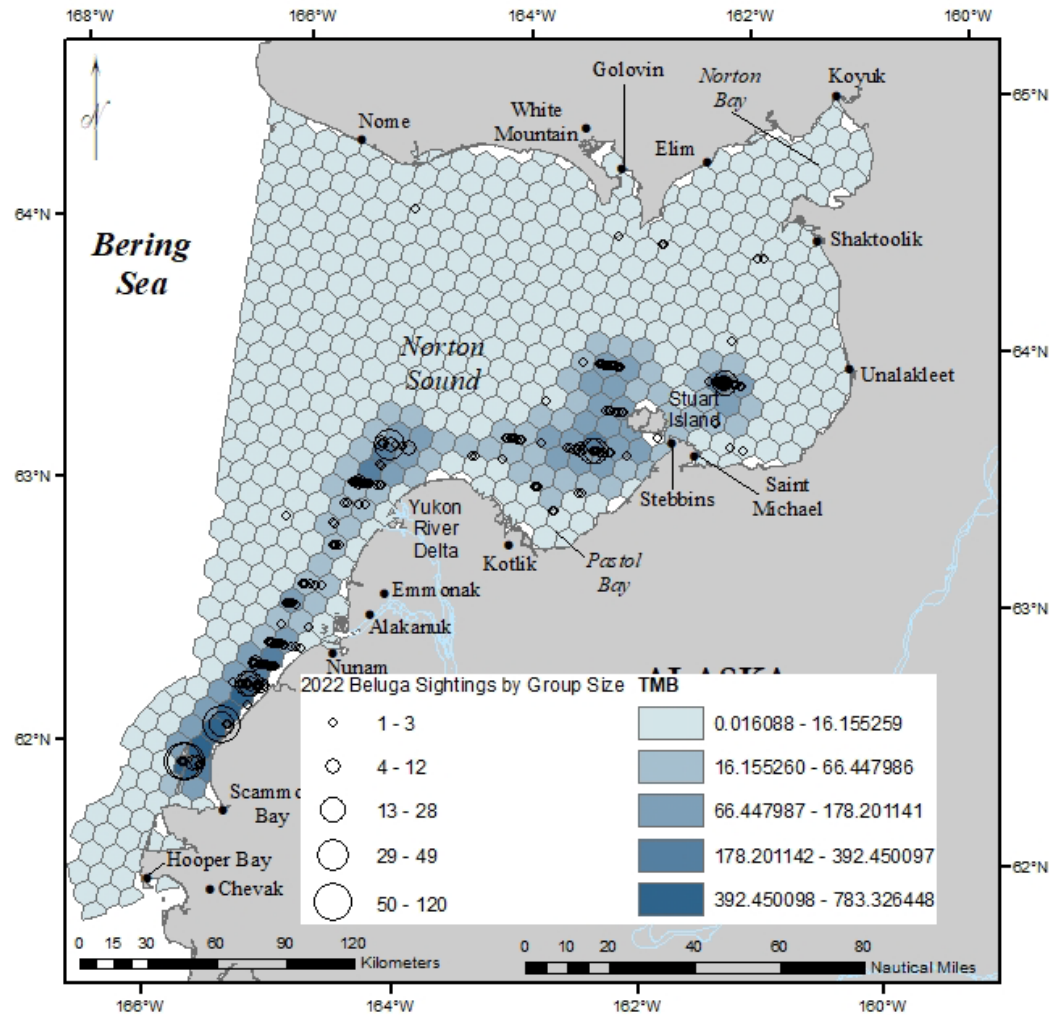 168°W 166°W 164°W 162°W 160°W
N
Golovin
Norton
Bay
Koyuk
65°N
White
Mountain
Nome
Elim
64°N
Bering
Sea
Shaktoolik
Norton
Sound
64°N
Unalakleet
Stuart
Island
63°N
Stebbins
Saint
Michael
Yukon
River
Delta
Kotlik
Pastol
Bay
Emmonak
63°N
Alakanuk
Nunam
2022 Beluga Sightings by Group Size
1 - 3
4 - 12
13 - 28
29 - 49
50 - 120
TMB
0.016088 - 16.155259
16.155260 - 66.447986
66.447987 - 178.201141
178.201142 - 392.450097
392.450098 - 783.326448
62°N
Scammo
Bay
Hooper Bay
Chevak
62°N
0 15 30 60 90 120
Kilometers
0 10 20 40 60 80
Nautical Miles
166°W 164°W 162°W 160°W